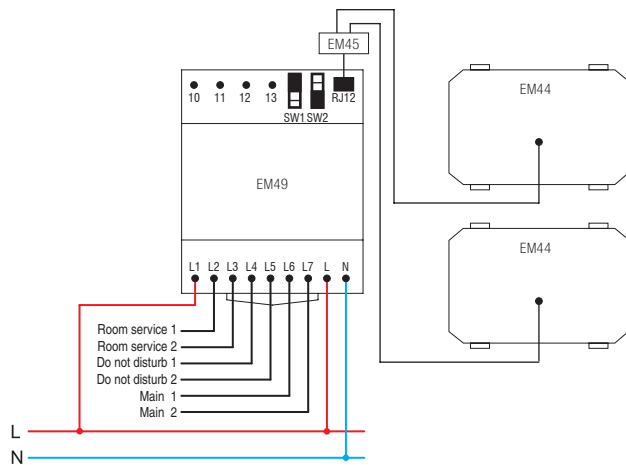 EM45
EM44
10 11 12 13 RJ12
SW1 SW2
EM49
EM44
L1 L2 L3 L4 L5 L6 L7 L N
Room service 1
Room service 2
Do not disturb 1
Do not disturb 2
Main 1
Main 2
L
N